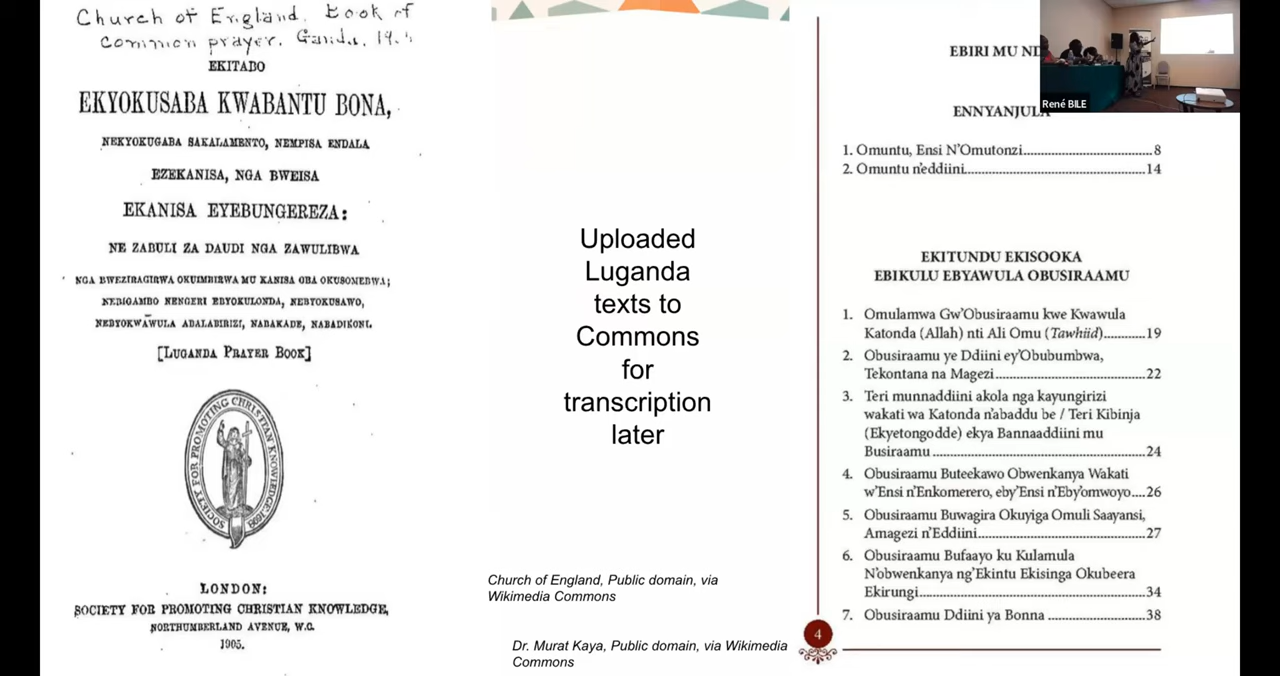 Church of England. Book of
common prayer. Ganda. 19
EKITABO
EKYOKUSABA KWABANTU BONA,
NEKYOKUGABA SAKALAMENTO, NEMPISA ENDALA
EZEKANISA, NGA BWEISA
EKANISA EYEBUNGEREZA:
NE ZABULI ZA DAUDI NGA ZAWULIBWA
NGA BWEZIRAGIRWA OKUIMBIRWA MU KANISA OBA OKUSOMEBWA;
NEBIGAMBO NENGERI EBYOKULONDA, NEBYOKUSAWO,
NEBYOKWAWULA ABALABIRIZI, NABAKADE, NABADIKONI.
[LUGANDA PRAYER BOOK]
SOCIETY FOR PROMOTING CHRISTIAN KNOWLEDGE
LONDON:
SOCIETY FOR PROMOTING CHRISTIAN KNOWLEDGE,
NORTHUMBERLAND AVENUE, W.C.
1905.
Uploaded
Luganda
texts to
Commons
for
transcription
later
Church of England, Public domain, via
Wikimedia Commons
Dr. Murat Kaya, Public domain, via Wikimedia
Commons
EBIRI MU
ENNYANJULA
1. Omuntu, Ensi N'Omutonzi 8
2. Omuntu n'eddiini 14
EKITUNDU EKISOOKA
EBIKULU EBYAWULA OBUSIRAAMU
1. Omulamwa Gw'Obusiraamu kwe Kwawula
Katonda (Allah) nti Ali Omu (Tawhiid) 19
2. Obusiraamu ye Ddiini ey'Obubumbwa,
Tekontana na Magezi 22
3. Teri munnaddiini akola nga kayungirizi
wakati wa Katonda n'abaddu be / Teri Kibinja
(Ekyetongodde) ekya Bannaaddiini mu
Busiraamu 24
4. Obusiraamu Buteekawo Obwenkanya Wakati
w'Ensi n'Enkomerero, eby'Ensi n'Eby'omwoyo 26
5. Obusiraamu Buwagira Okuyiga Omuli Saayansi,
Amagezi n'Eddiini 27
6. Obusiraamu Bufaayo ku Kulamula
N'obwenkanya ng'Ekintu Ekisinga Okubeera
Ekirungi 34
7. Obusiraamu Ddiini ya Bonna 38
4
René BILE